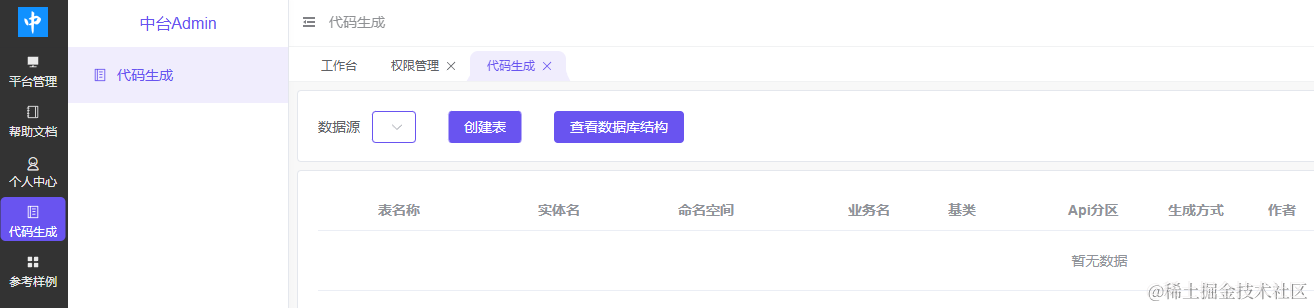 中
中台Admin
代码生成
平台管理
帮助文档
个人中心
代码生成
参考样例
代码生成
工作台 权限管理 代码生成
数据源 创建表 查看数据库结构
表名称 实体名 命名空间 业务名 基类 Api分区 生成方式 作者
暂无数据
@稀土掘金技术社区